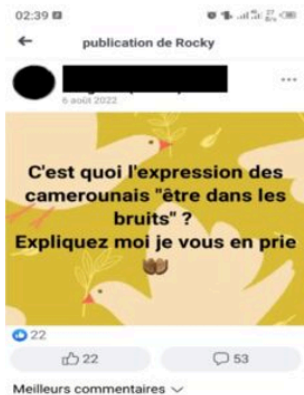 02:39
publication de Rocky
6 août 2022
C'est quoi l'expression des
camerounais "être dans les
bruits" ?
Expliquez moi je vous en prie
22
22
53
Meilleurs commentaires